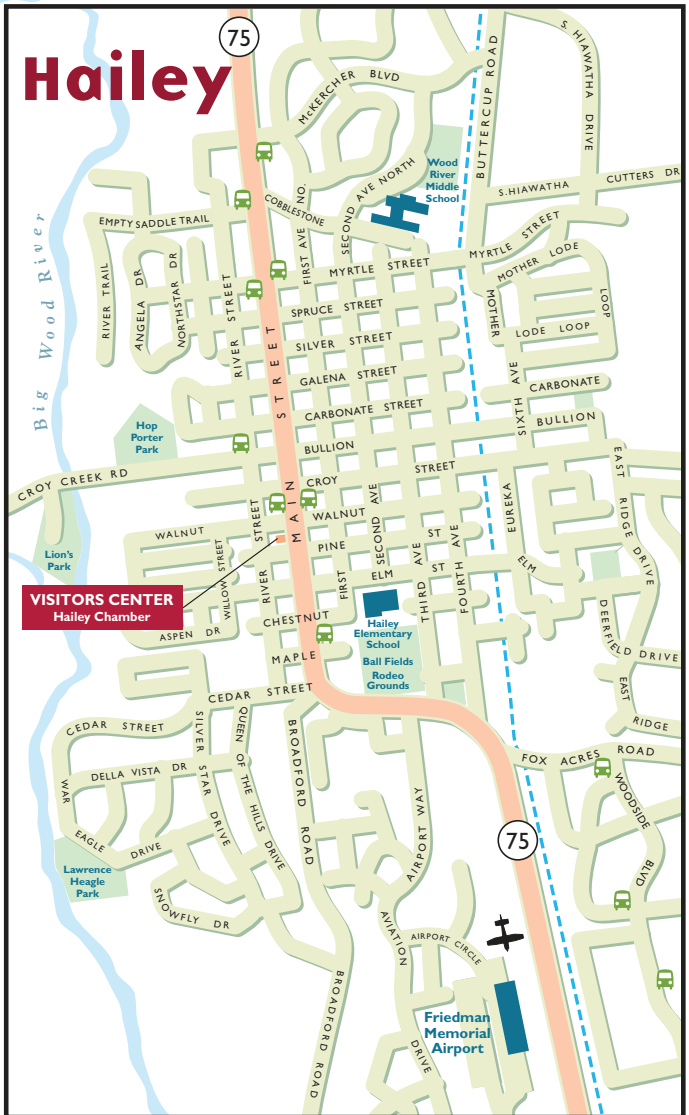 75
Hailey
McKERCHER BLVD
BUTTERCUP ROAD
S. HIAWATHA DRIVE
Wood
River
Middle
School
S.HIAWATHA
CUTTERS DR
SECOND AVE NORTH
COBBLESTONE
FIRST AVE NO.
EMPTY SADDLE TRAIL
Big Wood River
RIVER TRAIL
ANGELA DR
NORTHSTAR DR
RIVER STREET
MYRTLE STREET
MYRTLE STREET
MOTHER LODE
LOOP
MOTHER
LODE LOOP
SPRUCE STREET
SILVER STREET
GALENA STREET
CARBONATE STREET
CARBONATE
SIXTH AVE
BULLION
BULLION
MAIN STREET
Hop
Porter
Park
CROY CREEK RD
CROY
STREET
EAST RIDGE DRIVE
EUREKA
WALNUT
WALNUT
PINE
ST
ELM
ST
ELM
FIRST
SECOND AVE
THIRD AVE
FOURTH AVE
RIVER STREET
WILLOW STREET
Lion's
Park
VISITORS CENTER
Hailey Chamber
ASPEN DR
CHESTNUT
MAPLE
Hailey
Elementary
School
Ball Fields
Rodeo
Grounds
DEERFIELD DRIVE
EAST
RIDGE
CEDAR STREET
CEDAR STREET
SILVER STAR DRIVE
QUEEN OF THE HILLS DRIVE
BROADFORD ROAD
DELLA VISTA DR
WAR
EAGLE
DRIVE
Lawrence
Heagle
Park
SNOWFLY DR
FOX ACRES ROAD
WOODSIDE
BLVD
75
AIRPORT WAY
AVIATION
AIRPORT CIRCLE
Friedman
Memorial
Airport
DRIVE
BROADFORD ROAD